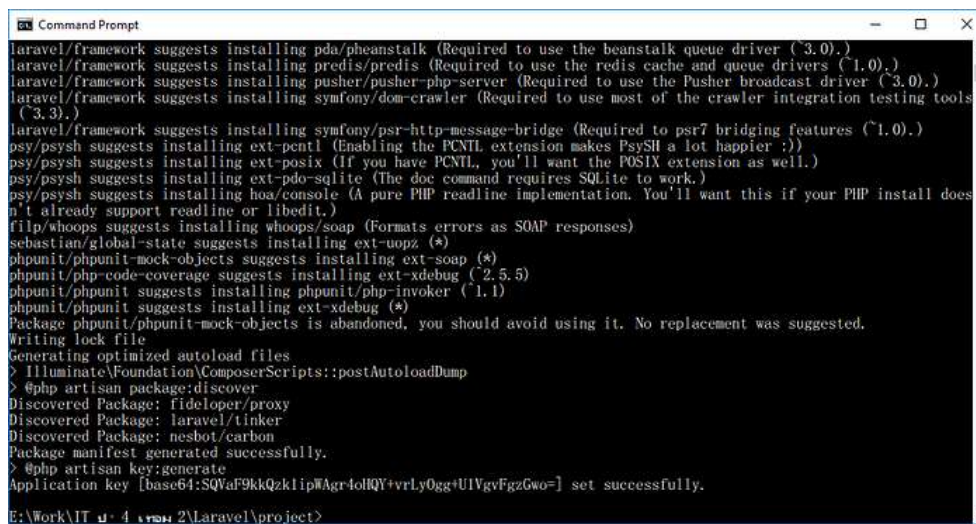 Command Prompt
laravel/framework suggests installing pda/pheanstalk (Required to use the beanstalk queue driver (~3.0).)
laravel/framework suggests installing predis/predis (Required to use the redis cache and queue drivers (~1.0).)
laravel/framework suggests installing pusher/pusher-php-server (Required to use the Pusher broadcast driver (~3.0).)
laravel/framework suggests installing symfony/dom-crawler (Required to use most of the crawler integration testing tools
(~3.3).)
laravel/framework suggests installing symfony/psr-http-message-bridge (Required to psr7 bridging features (~1.0).)
psy/psysh suggests installing ext-pcntl (Enabling the PCNTL extension makes PsySH a lot happier :))
psy/psysh suggests installing ext-posix (If you have PCNTL, you'll want the POSIX extension as well.)
psy/psysh suggests installing ext-pdo-sqlite (The doc command requires SQLite to work.)
psy/psysh suggests installing hoa/console (A pure PHP readline implementation. You'll want this if your PHP install does
n't already support readline or libedit.)
filp/whoops suggests installing whoops/soap (Formats errors as SOAP responses)
sebastian/global-state suggests installing ext-uopz (*)
phpunit/phpunit-mock-objects suggests installing ext-soap (*)
phpunit/php-code-coverage suggests installing ext-xdebug (^2.5.5)
phpunit/phpunit suggests installing phpunit/php-invoker (^1.1)
phpunit/phpunit suggests installing ext-xdebug (*)
Package phpunit/phpunit-mock-objects is abandoned, you should avoid using it. No replacement was suggested.
Writing lock file
Generating optimized autoload files
> Illuminate\Foundation\ComposerScripts::postAutoloadDump
> @php artisan package:discover
Discovered Package: fideloper/proxy
Discovered Package: laravel/tinker
Discovered Package: nesbot/carbon
Package manifest generated successfully.
> @php artisan key:generate
Application key [base64:SQVaF9kkQzkIipWAgr4oHQY+vrLyOgg+U1VgvFgzGwo=] set successfully.
E:\Work\IT ป. 4 เทอม 2\Laravel\project>